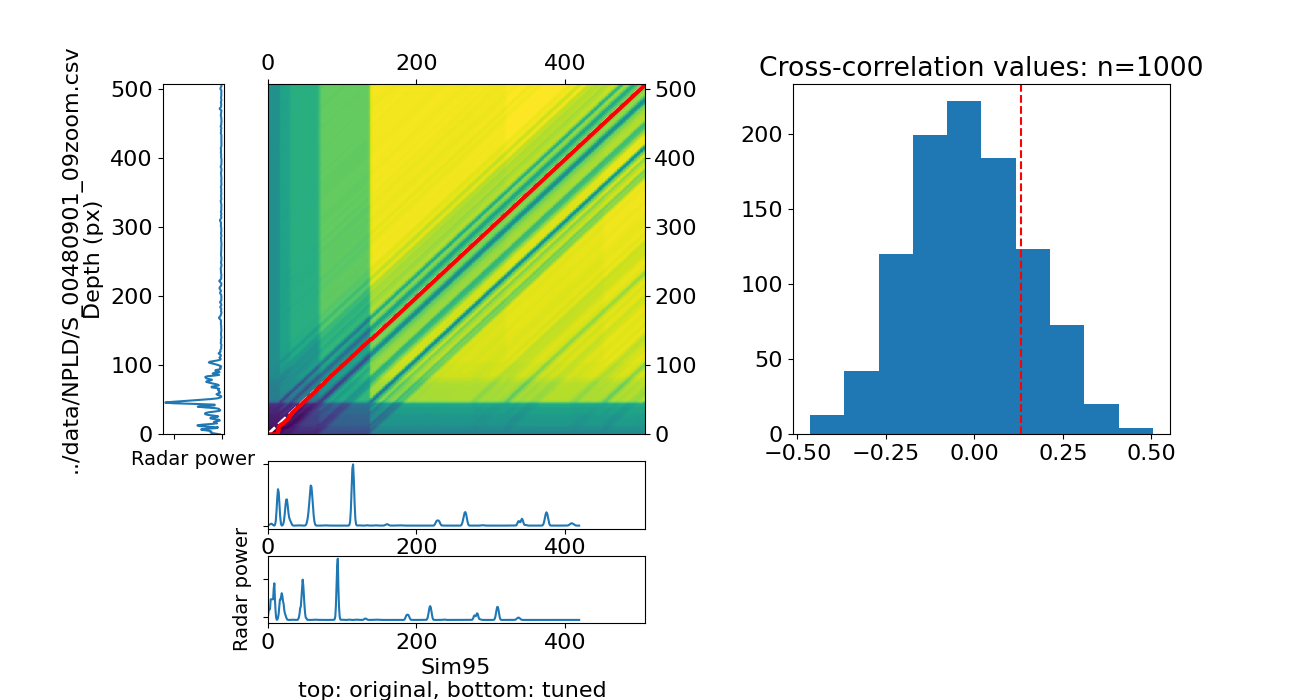 ../data/NPLD/S_00480901_09zoom.csv
Depth (px)
0 200 400
500
400
300
200
100
0
500
400
300
200
100
0
Radar power
0 200 400
Radar power
0 200 400
Sim95
top: original, bottom: tuned
Cross-correlation values: n=1000
200
150
100
50
0
−0.50 −0.25 0.00 0.25 0.50